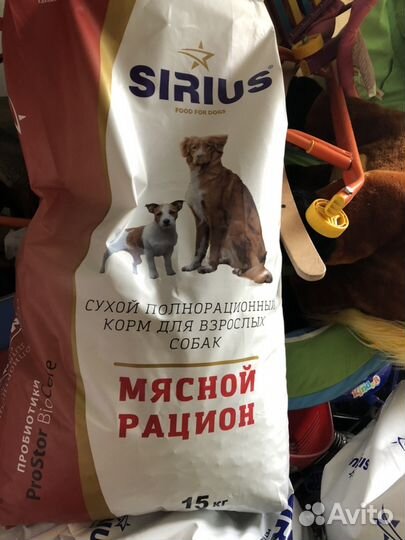 SIRIUS
FOOD FOR DOGS
СУХОЙ ПОЛНОРАЦИОННЫЙ
КОРМ ДЛЯ ВЗРОСЛЫХ
СОБАК
МЯСНОЙ
РАЦИОН
15 кг
ПРОБИОТИКИ
ProStor BioCare
Avito